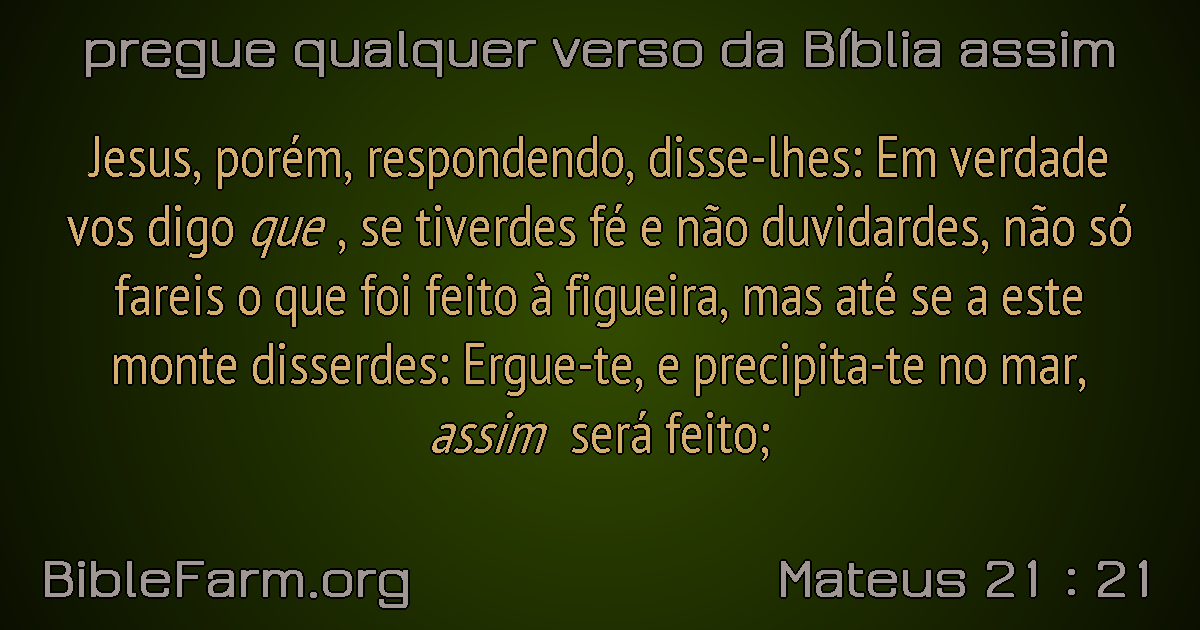 pregue qualquer verso da Bíblia assim
Jesus, porém, respondendo, disse-lhes: Em verdade
vos digo que , se tiverdes fé e não duvidardes, não só
fareis o que foi feito à figueira, mas até se a este
monte disserdes: Ergue-te, e precipita-te no mar,
assim será feito;
BibleFarm.org
Mateus 21 : 21